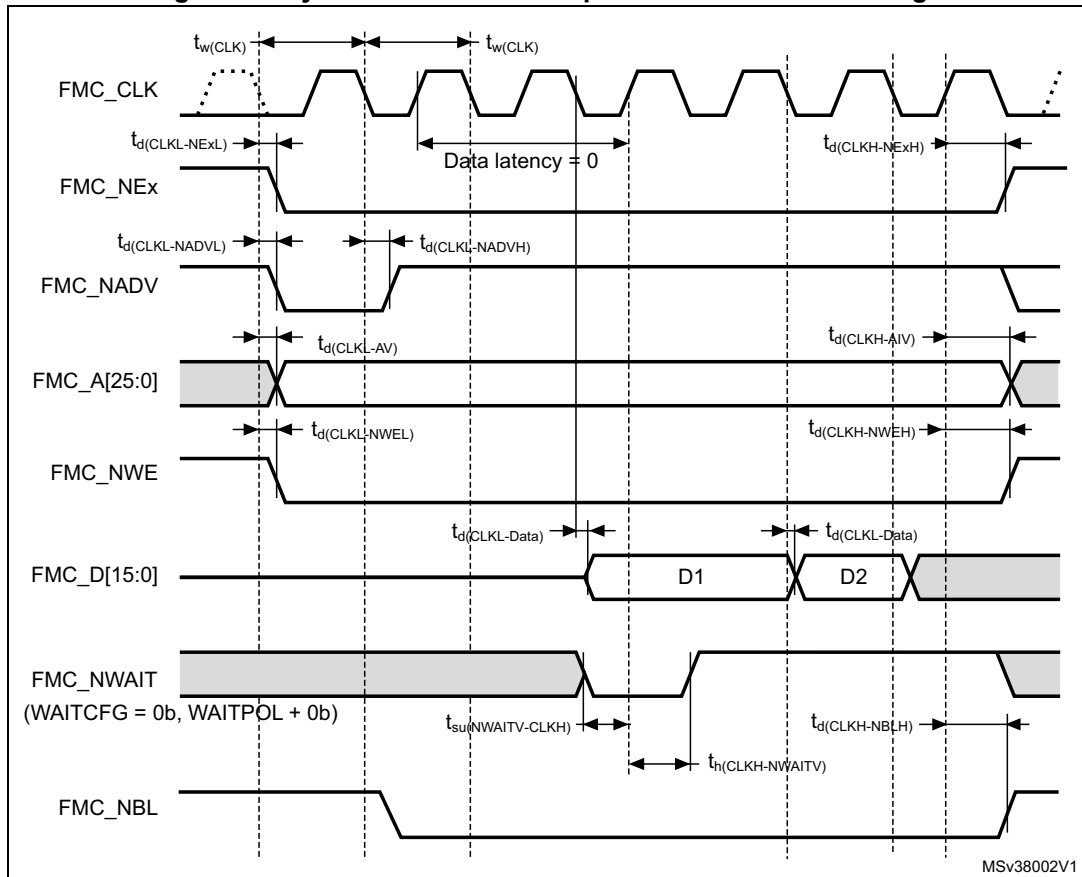 t_w(CLK) t_w(CLK)
FMC_CLK
t_d(CLKL-NExL) Data latency = 0 t_d(CLKH-NExH)
FMC_NEx
t_d(CLKL-NADVL) t_d(CLKL-NADVH)
FMC_NADV
t_d(CLKL-AV) t_d(CLKH-AIV)
FMC_A[25:0]
t_d(CLKL-NWEL) t_d(CLKH-NWEH)
FMC_NWE
t_d(CLKL-Data) t_d(CLKL-Data)
FMC_D[15:0] D1 D2
FMC_NWAIT
(WAITCFG = 0b, WAITPOL + 0b)
t_su(NWAITV-CLKH) t_d(CLKH-NBLH)
t_h(CLKH-NWAITV)
FMC_NBL
MSv38002V1